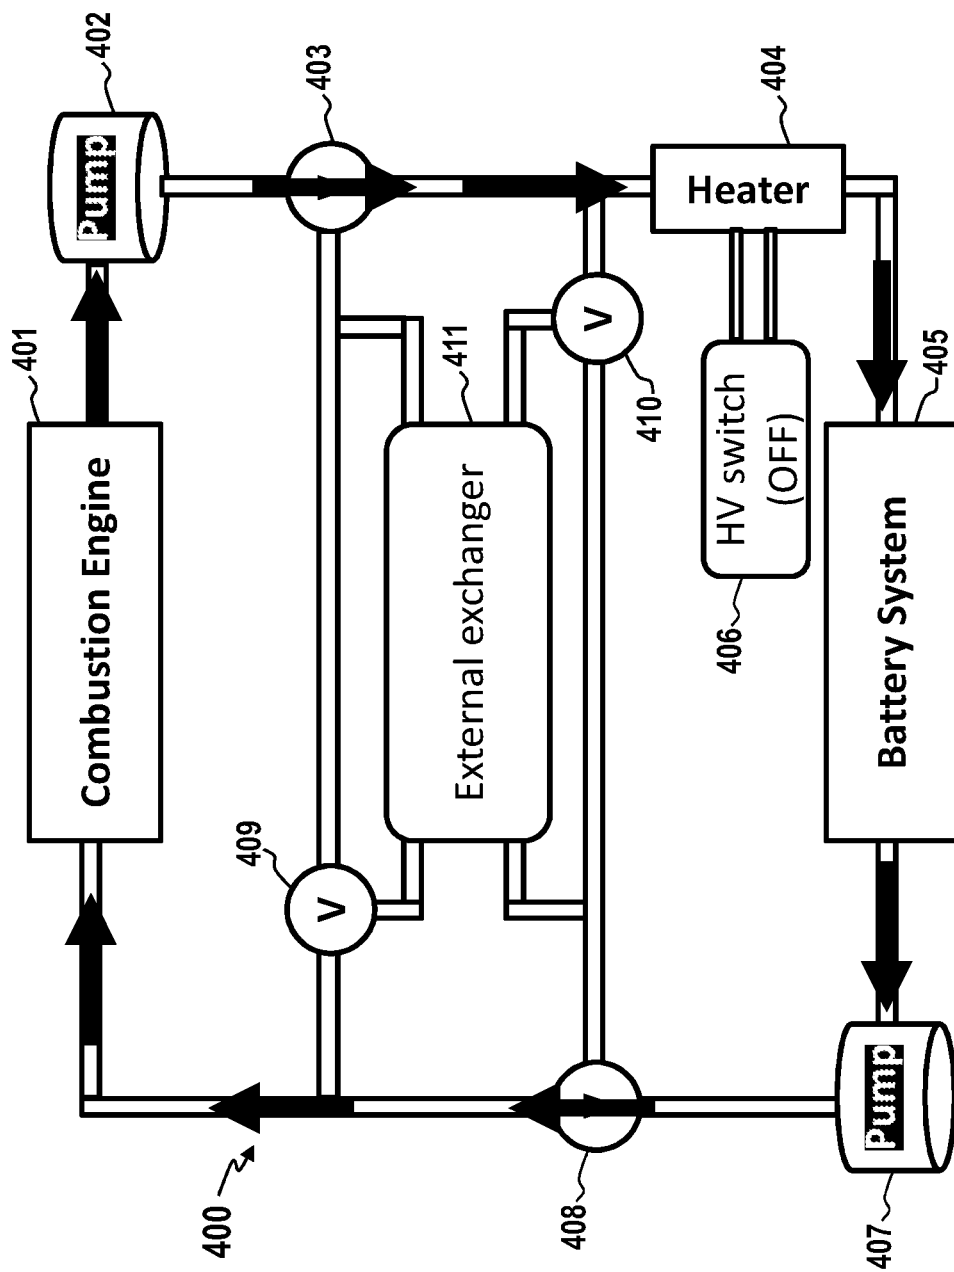 400
401
Combustion Engine
402
Pump
403
409
V
External exchanger
411
V
410
408
V
404
Heater
HV switch
(OFF)
406
405
Battery System
407
Pump